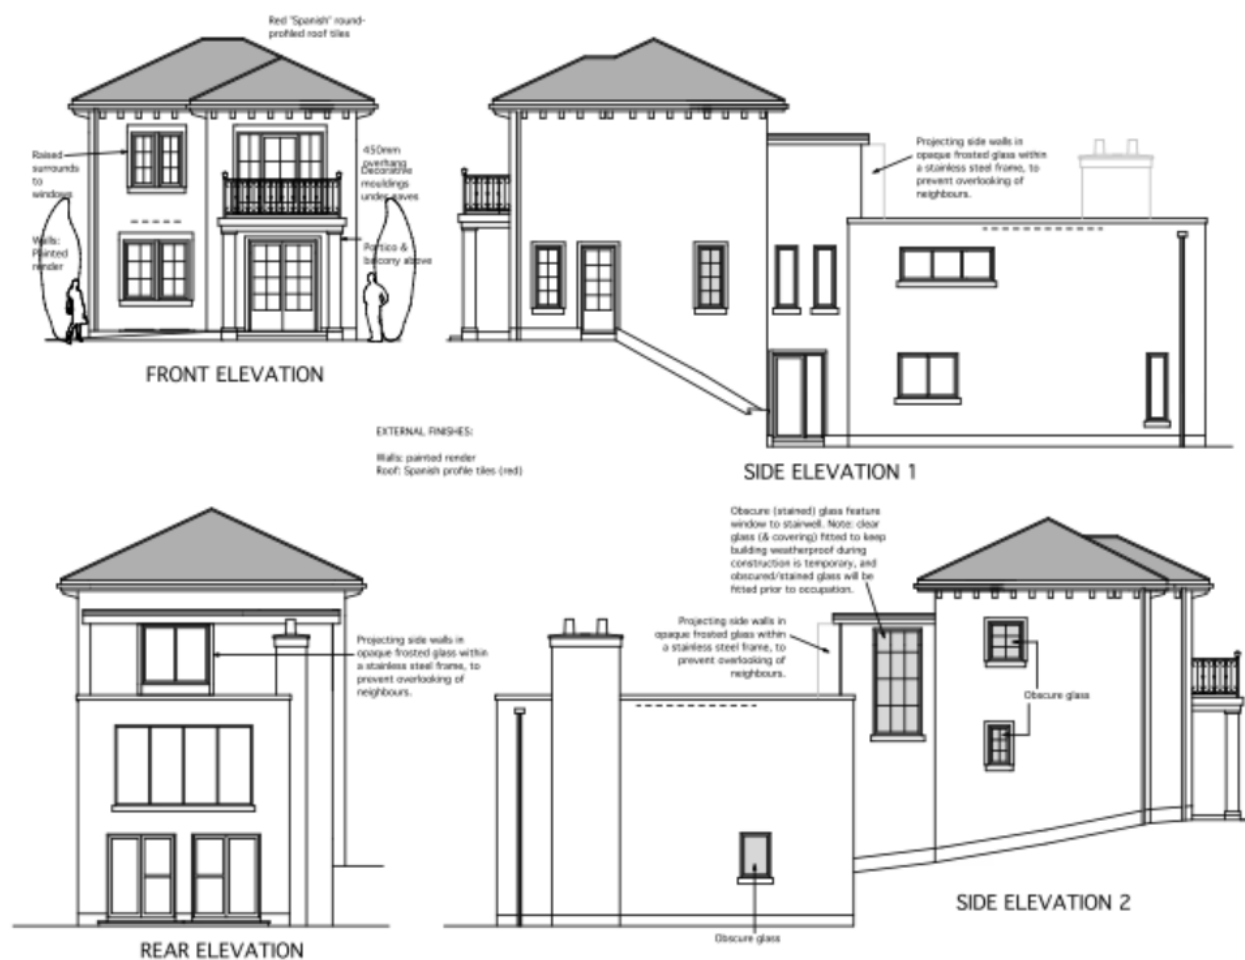 Red 'Spanish' round-
profiled roof tiles
Raised
surrounds
to
windows
450mm
overhang
Decorative
mouldings
under eaves
Walls:
Painted
render
Portico &
balcony above
FRONT ELEVATION
Projecting side walls in
opaque frosted glass within
a stainless steel frame, to
prevent overlooking of
neighbours.
SIDE ELEVATION 1
EXTERNAL FINISHES:
Walls: painted render
Roof: Spanish profile tiles (red)
Projecting side walls in
opaque frosted glass within
a stainless steel frame, to
prevent overlooking of
neighbours.
REAR ELEVATION
Obscure (stained) glass feature
window to stairwell. Note: clear
glass (& covering) fitted to keep
building weatherproof during
construction is temporary, and
obscured/stained glass will be
fitted prior to occupation.
Projecting side walls in
opaque frosted glass within
a stainless steel frame, to
prevent overlooking of
neighbours.
Obscure glass
Obscure glass
SIDE ELEVATION 2